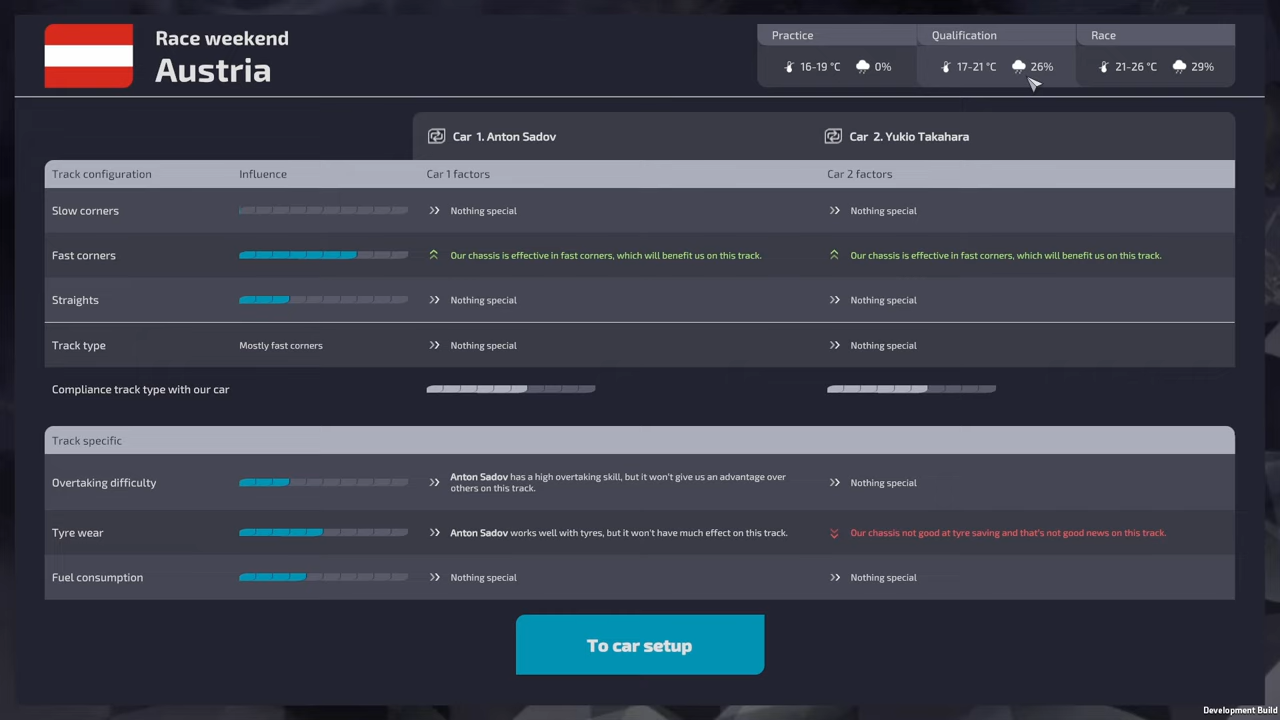 Race weekend
Austria
Practice
Qualification
Race
16-19 °C 0%
17-21 °C 26%
21-26 °C 29%
Car 1. Anton Sadov
Car 2. Yukio Takahara
Track configuration
Influence
Car 1 factors
Car 2 factors
Slow corners
Nothing special
Nothing special
Fast corners
Our chassis is effective in fast corners, which will benefit us on this track.
Our chassis is effective in fast corners, which will benefit us on this track.
Straights
Nothing special
Nothing special
Track type
Mostly fast corners
Nothing special
Nothing special
Compliance track type with our car
Track specific
Overtaking difficulty
Anton Sadov has a high overtaking skill, but it won't give us an advantage over
others on this track.
Nothing special
Tyre wear
Anton Sadov works well with tyres, but it won't have much effect on this track.
Our chassis not good at tyre saving and that's not good news on this track.
Fuel consumption
Nothing special
Nothing special
To car setup
Development Build